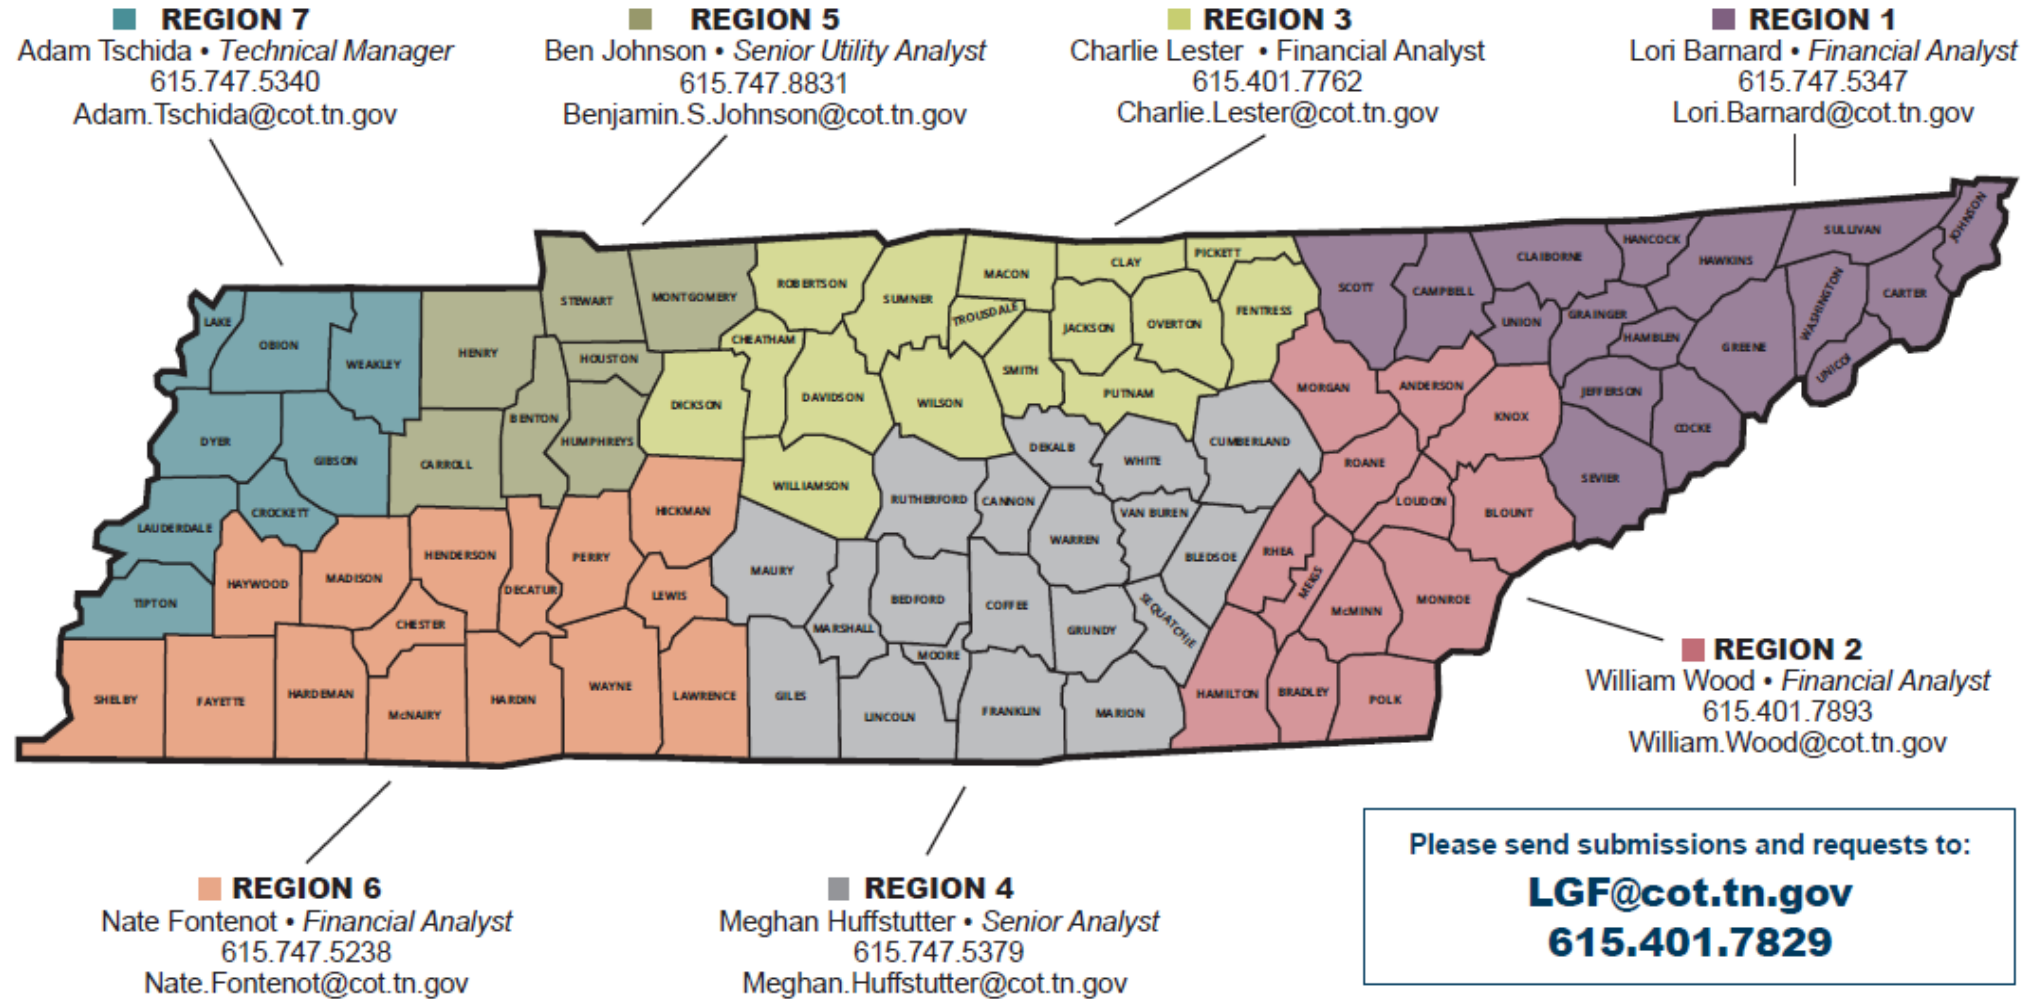 REGION 7
Adam Tschida • Technical Manager
615.747.5340
Adam.Tschida@cot.tn.gov
REGION 5
Ben Johnson • Senior Utility Analyst
615.747.8831
Benjamin.S.Johnson@cot.tn.gov
REGION 3
Charlie Lester • Financial Analyst
615.401.7762
Charlie.Lester@cot.tn.gov
REGION 1
Lori Barnard • Financial Analyst
615.747.5347
Lori.Barnard@cot.tn.gov
LAKE
OBION
WEAKLEY
DYER
GIBSON
CROCKETT
LAUDERDALE
TIPTON
HENRY
STEWART
MONTGOMERY
HOUSTON
BENTON
HUMPHREYS
CARROLL
ROBERTSON
SUMNER
MACON
TROUSDALE
CLAY
PICKETT
JACKSON
OVERTON
FENTRESS
CHEATHAM
SMITH
PUTNAM
DICKSON
DAVIDSON
WILSON
WILLIAMSON
SCOTT
CAMPBELL
CLAIBORNE
HANCOCK
HAWKINS
SULLIVAN
JOHNSON
WASHINGTON
CARTER
UNION
GRAINGER
HAMBLEN
GREENE
UNICOI
JEFFERSON
COCKE
SEVIER
MORGAN
ANDERSON
KNOX
ROANE
LOUDON
BLOUNT
RHEA
MEIGS
McMINN
MONROE
HAMILTON
BRADLEY
POLK
DEKALB
WHITE
CUMBERLAND
RUTHERFORD
CANNON
VAN BUREN
WARREN
BLEDSOE
MAURY
BEDFORD
COFFEE
GRUNDY
SEQUATCHIE
MARSHALL
MOORE
GILES
LINCOLN
FRANKLIN
MARION
HICKMAN
PERRY
HENDERSON
MADISON
HAYWOOD
DECATUR
LEWIS
CHESTER
SHELBY
FAYETTE
HARDEMAN
McNAIRY
HARDIN
WAYNE
LAWRENCE
REGION 2
William Wood • Financial Analyst
615.401.7893
William.Wood@cot.tn.gov
REGION 6
Nate Fontenot • Financial Analyst
615.747.5238
Nate.Fontenot@cot.tn.gov
REGION 4
Meghan Huffstutter • Senior Analyst
615.747.5379
Meghan.Huffstutter@cot.tn.gov
Please send submissions and requests to:
LGF@cot.tn.gov
615.401.7829